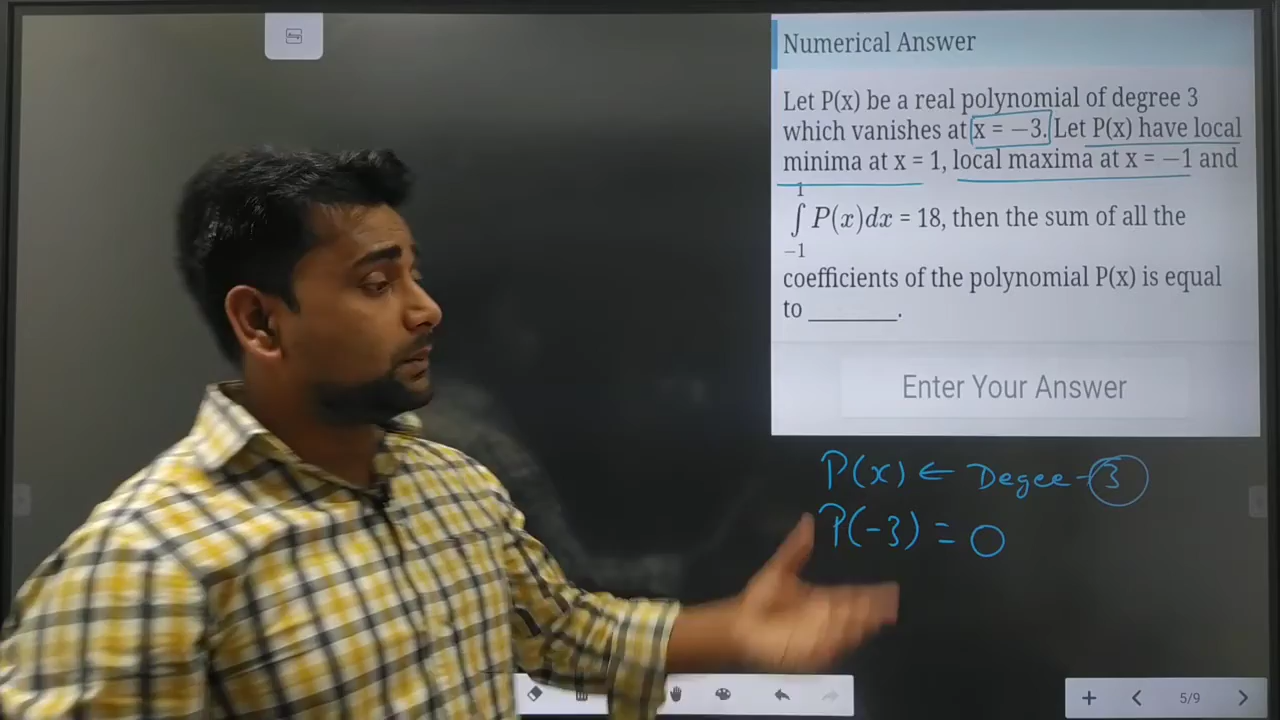 Numerical Answer
Let P(x) be a real polynomial of degree 3
which vanishes at x = −3. Let P(x) have local
minima at x = 1, local maxima at x = −1 and
1
∫ P(x)dx = 18, then the sum of all the
−1
coefficients of the polynomial P(x) is equal
to ________.
Enter Your Answer
P(x) ← Degee - 3
P(-3) = 0
5/9